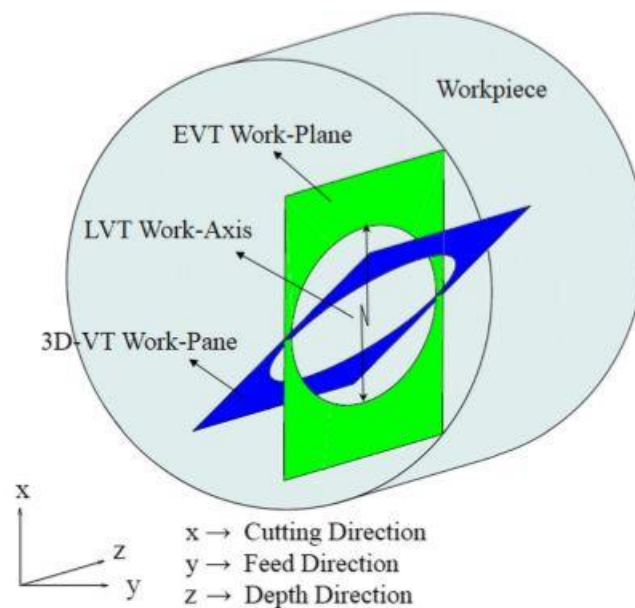 Workpiece
EVT Work-Plane
LVT Work-Axis
3D-VT Work-Pane
x
z
y
x → Cutting Direction
y → Feed Direction
z → Depth Direction